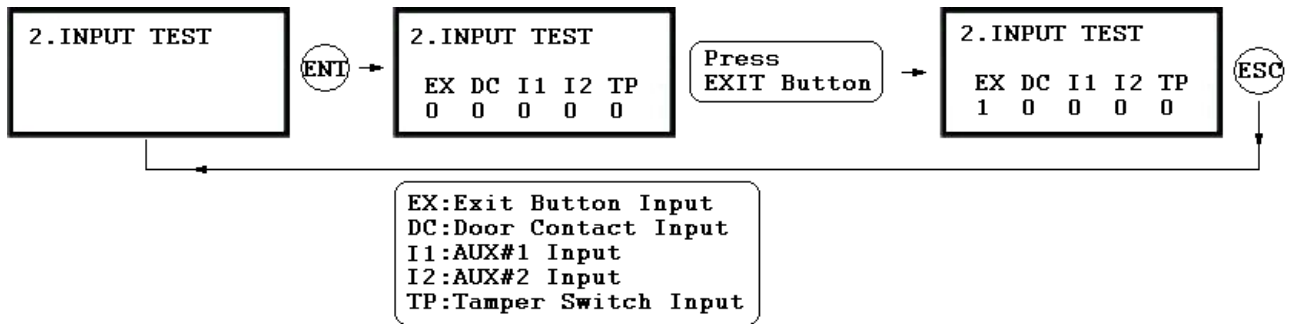 2.INPUT TEST
ENT
2.INPUT TEST
EX DC I1 I2 TP
0 0 0 0 0
Press
EXIT Button
2.INPUT TEST
EX DC I1 I2 TP
1 0 0 0 0
ESC
EX:Exit Button Input
DC:Door Contact Input
I1:AUX#1 Input
I2:AUX#2 Input
TP:Tamper Switch Input